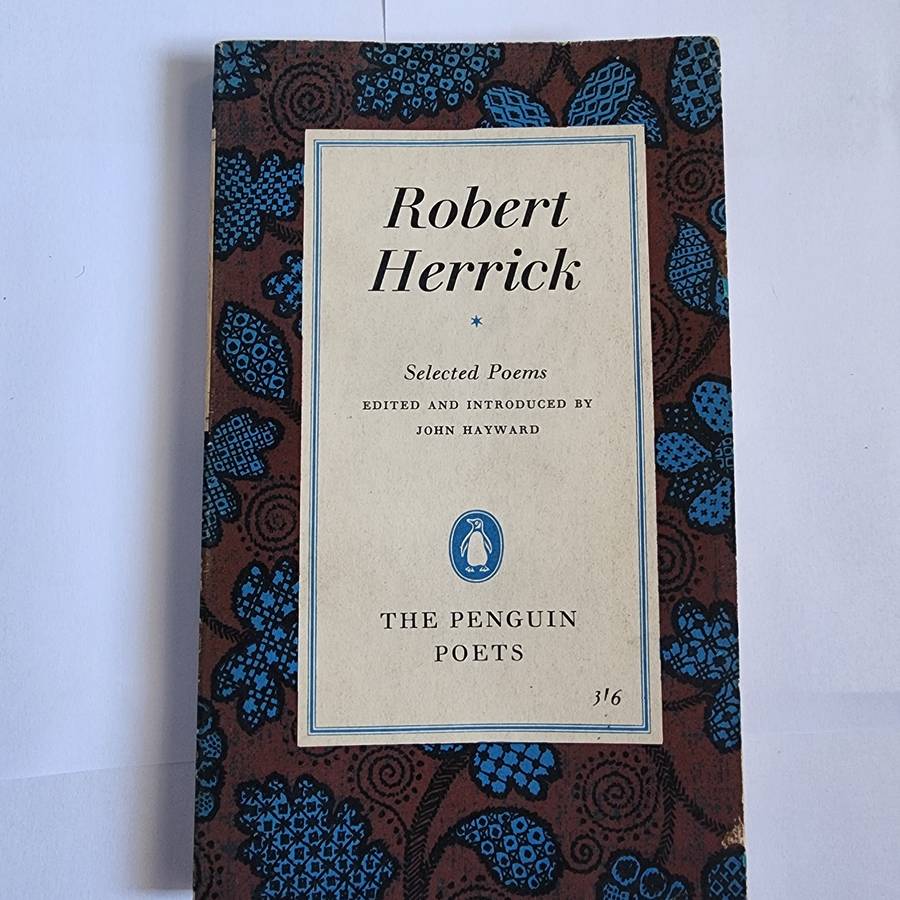 Robert
Herrick
Selected Poems
EDITED AND INTRODUCED BY
JOHN HAYWARD
THE PENGUIN
POETS
3/6